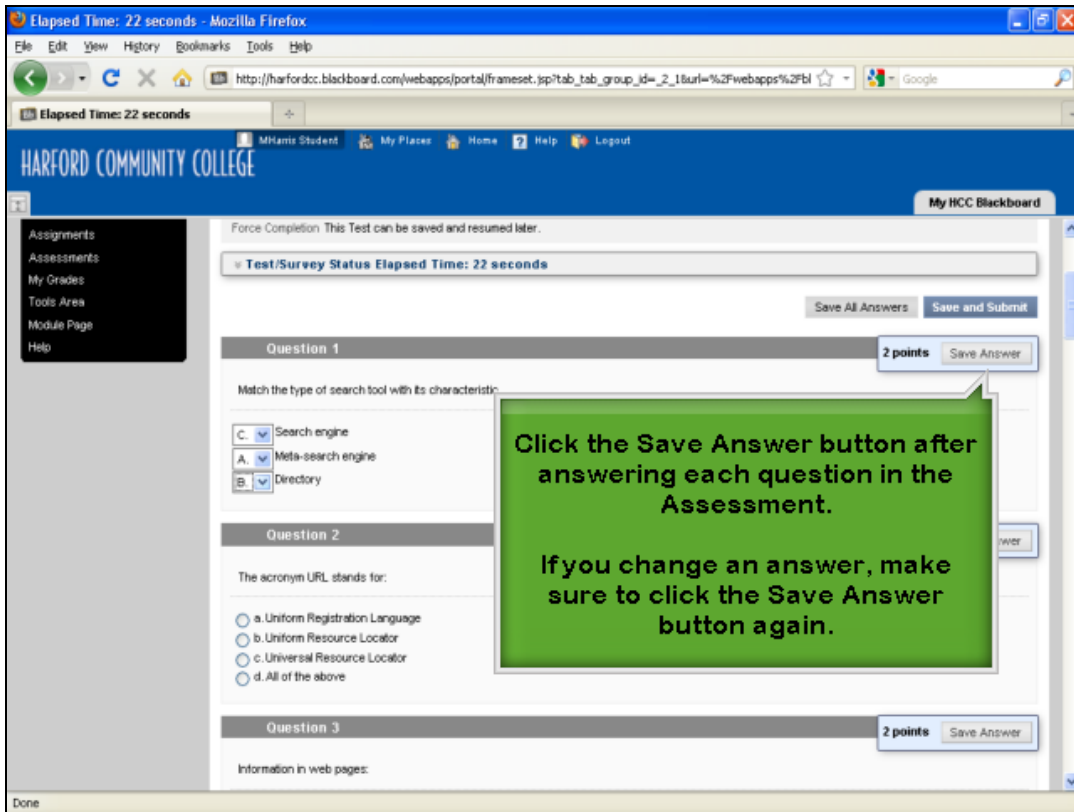 Elapsed Time: 22 seconds - Mozilla Firefox
File Edit View History Bookmarks Tools Help
http://harfordcc.blackboard.com/webapps/portal/frameset.jsp?tab_tab_group_id=_2_1&url=%2Fwebapps%2Fbl
Google
Elapsed Time: 22 seconds
MHarris Student My Places Home Help Logout
HARFORD COMMUNITY COLLEGE
My HCC Blackboard
Assignments
Assessments
My Grades
Tools Area
Module Page
Help
Force Completion This Test can be saved and resumed later.
Test/Survey Status Elapsed Time: 22 seconds
Save All Answers Save and Submit
Question 1
2 points Save Answer
Match the type of search tool with its characteristic
C. Search engine
A. Meta-search engine
B. Directory
Click the Save Answer button after
answering each question in the
Assessment.
If you change an answer, make
sure to click the Save Answer
button again.
Question 2
The acronym URL stands for:
a. Uniform Registration Language
b. Uniform Resource Locator
c. Universal Resource Locator
d. All of the above
Question 3
2 points Save Answer
Information in web pages:
Done